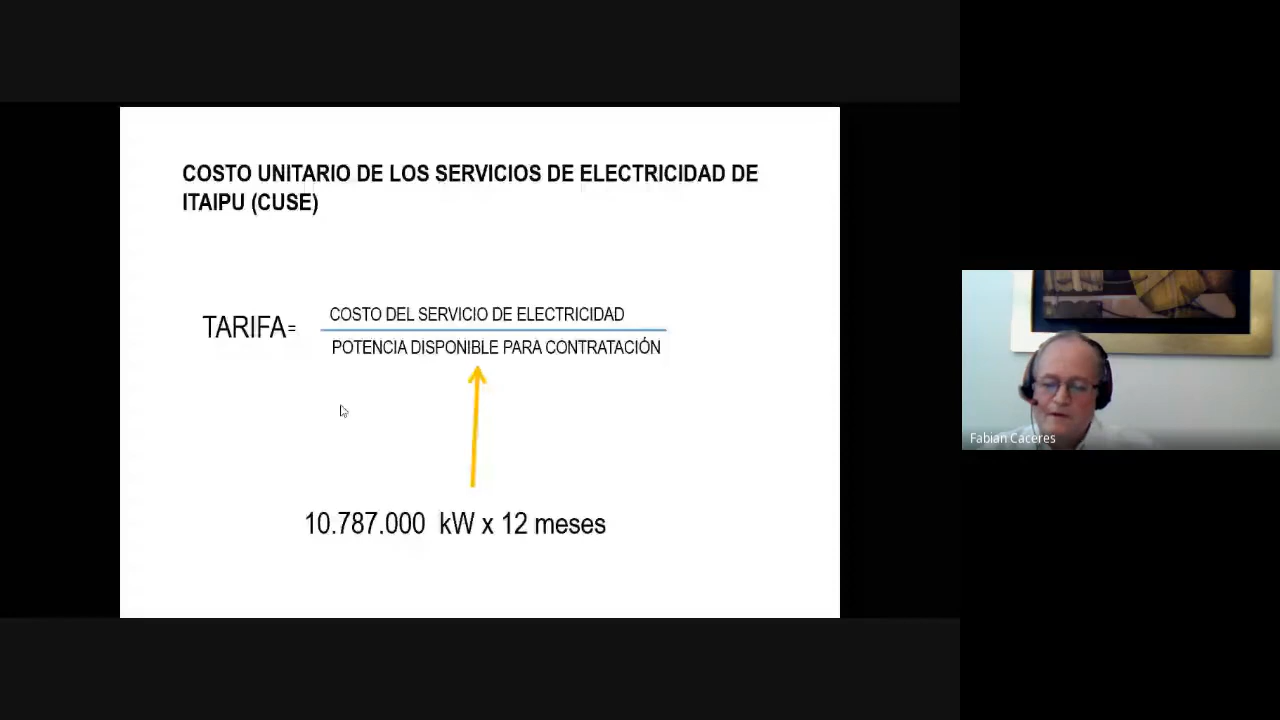 COSTO UNITARIO DE LOS SERVICIOS DE ELECTRICIDAD DE
ITAIPU (CUSE)
TARIFA=
COSTO DEL SERVICIO DE ELECTRICIDAD
POTENCIA DISPONIBLE PARA CONTRATACIÓN
10.787.000 kW x 12 meses
Fabian Caceres